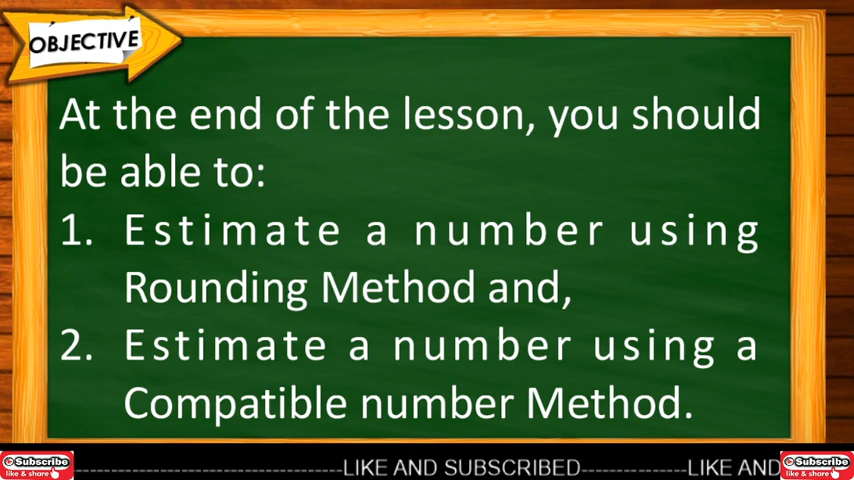 OBJECTIVE
At the end of the lesson, you should
be able to:
1. Estimate a number using
Rounding Method and,
2. Estimate a number using a
Compatible number Method.
Subscribe
like & share
---------------------------------------LIKE AND SUBSCRIBED---------------LIKE AND
Subscribe
like & share